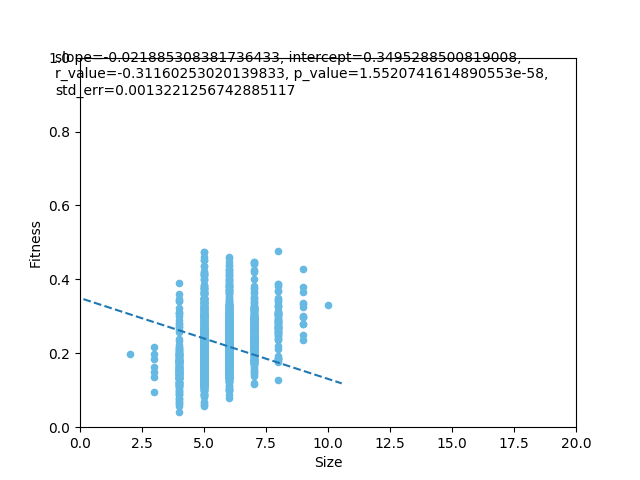 slope=-0.021885308381736433, intercept=0.3495288500819008,
r_value=-0.31160253020139833, p_value=1.5520741614890553e-58,
std_err=0.0013221256742885117
1.0
0.8
0.6
0.4
0.2
0.0
Fitness
0.0 2.5 5.0 7.5 10.0 12.5 15.0 17.5 20.0
Size